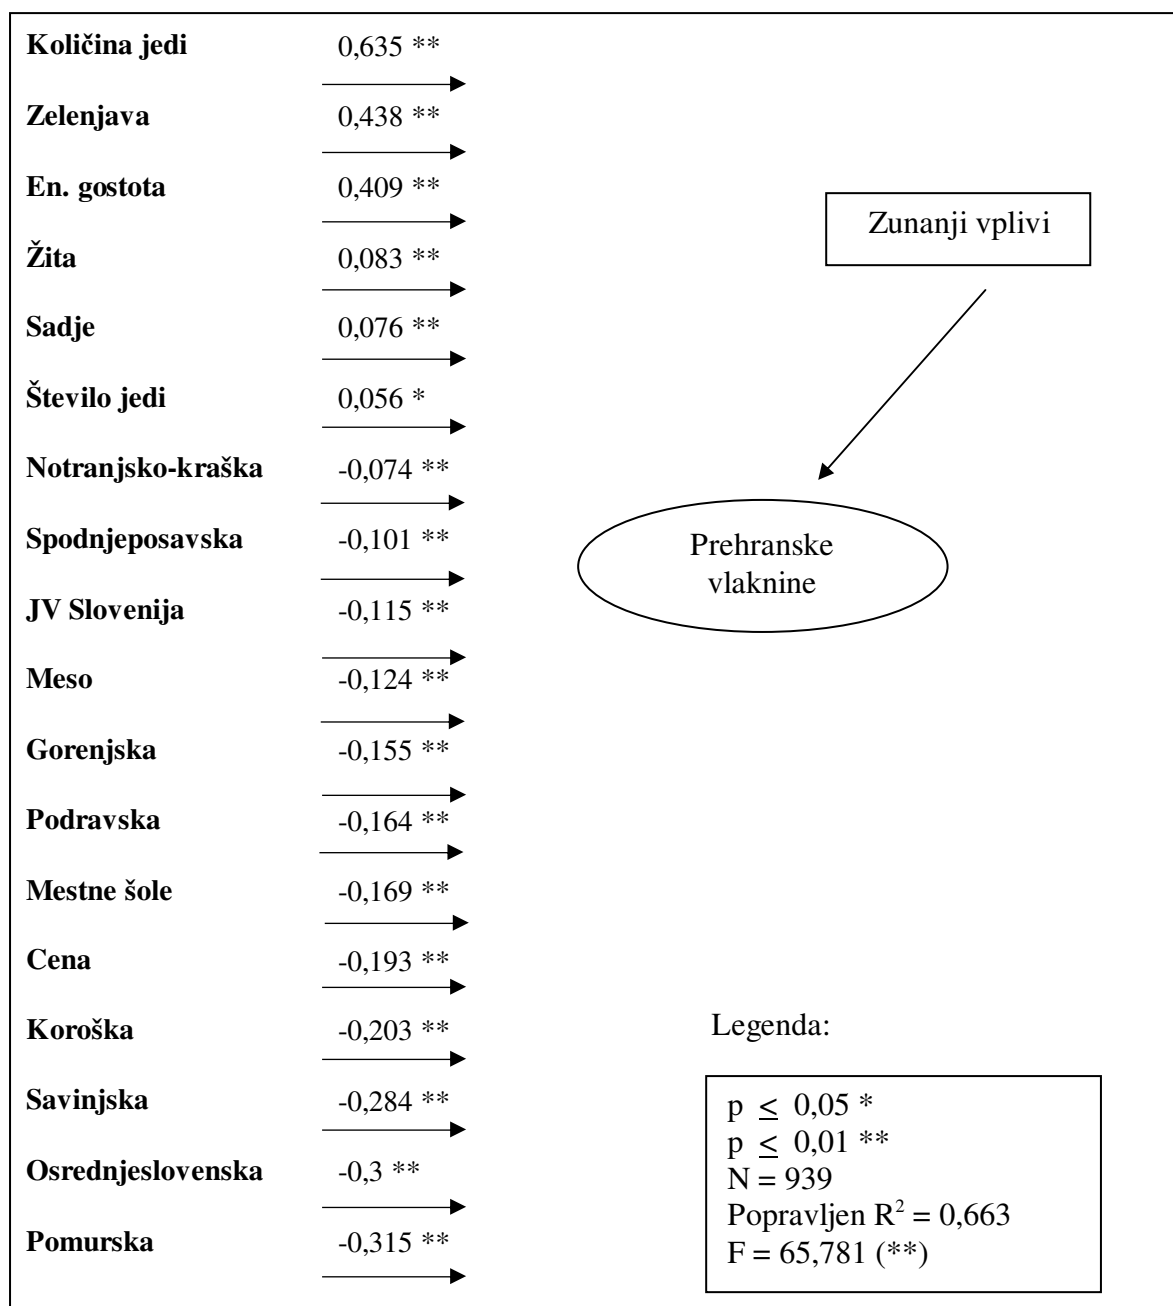 Količina jedi 0,635 **
Zelenjava 0,438 **
En. gostota 0,409 **
Zunanji vplivi
Žita 0,083 **
Sadje 0,076 **
Število jedi 0,056 *
Notranjsko-kraška -0,074 **
Spodnjeposavska -0,101 **
Prehranske
vlaknine
JV Slovenija -0,115 **
Meso -0,124 **
Gorenjska -0,155 **
Podravska -0,164 **
Mestne šole -0,169 **
Cena -0,193 **
Koroška -0,203 **
Savinjska -0,284 **
Osrednjeslovenska -0,3 **
Pomurska -0,315 **
Legenda:
p ≤ 0,05 *
p ≤ 0,01 **
N = 939
Popravljen R² = 0,663
F = 65,781 (**)